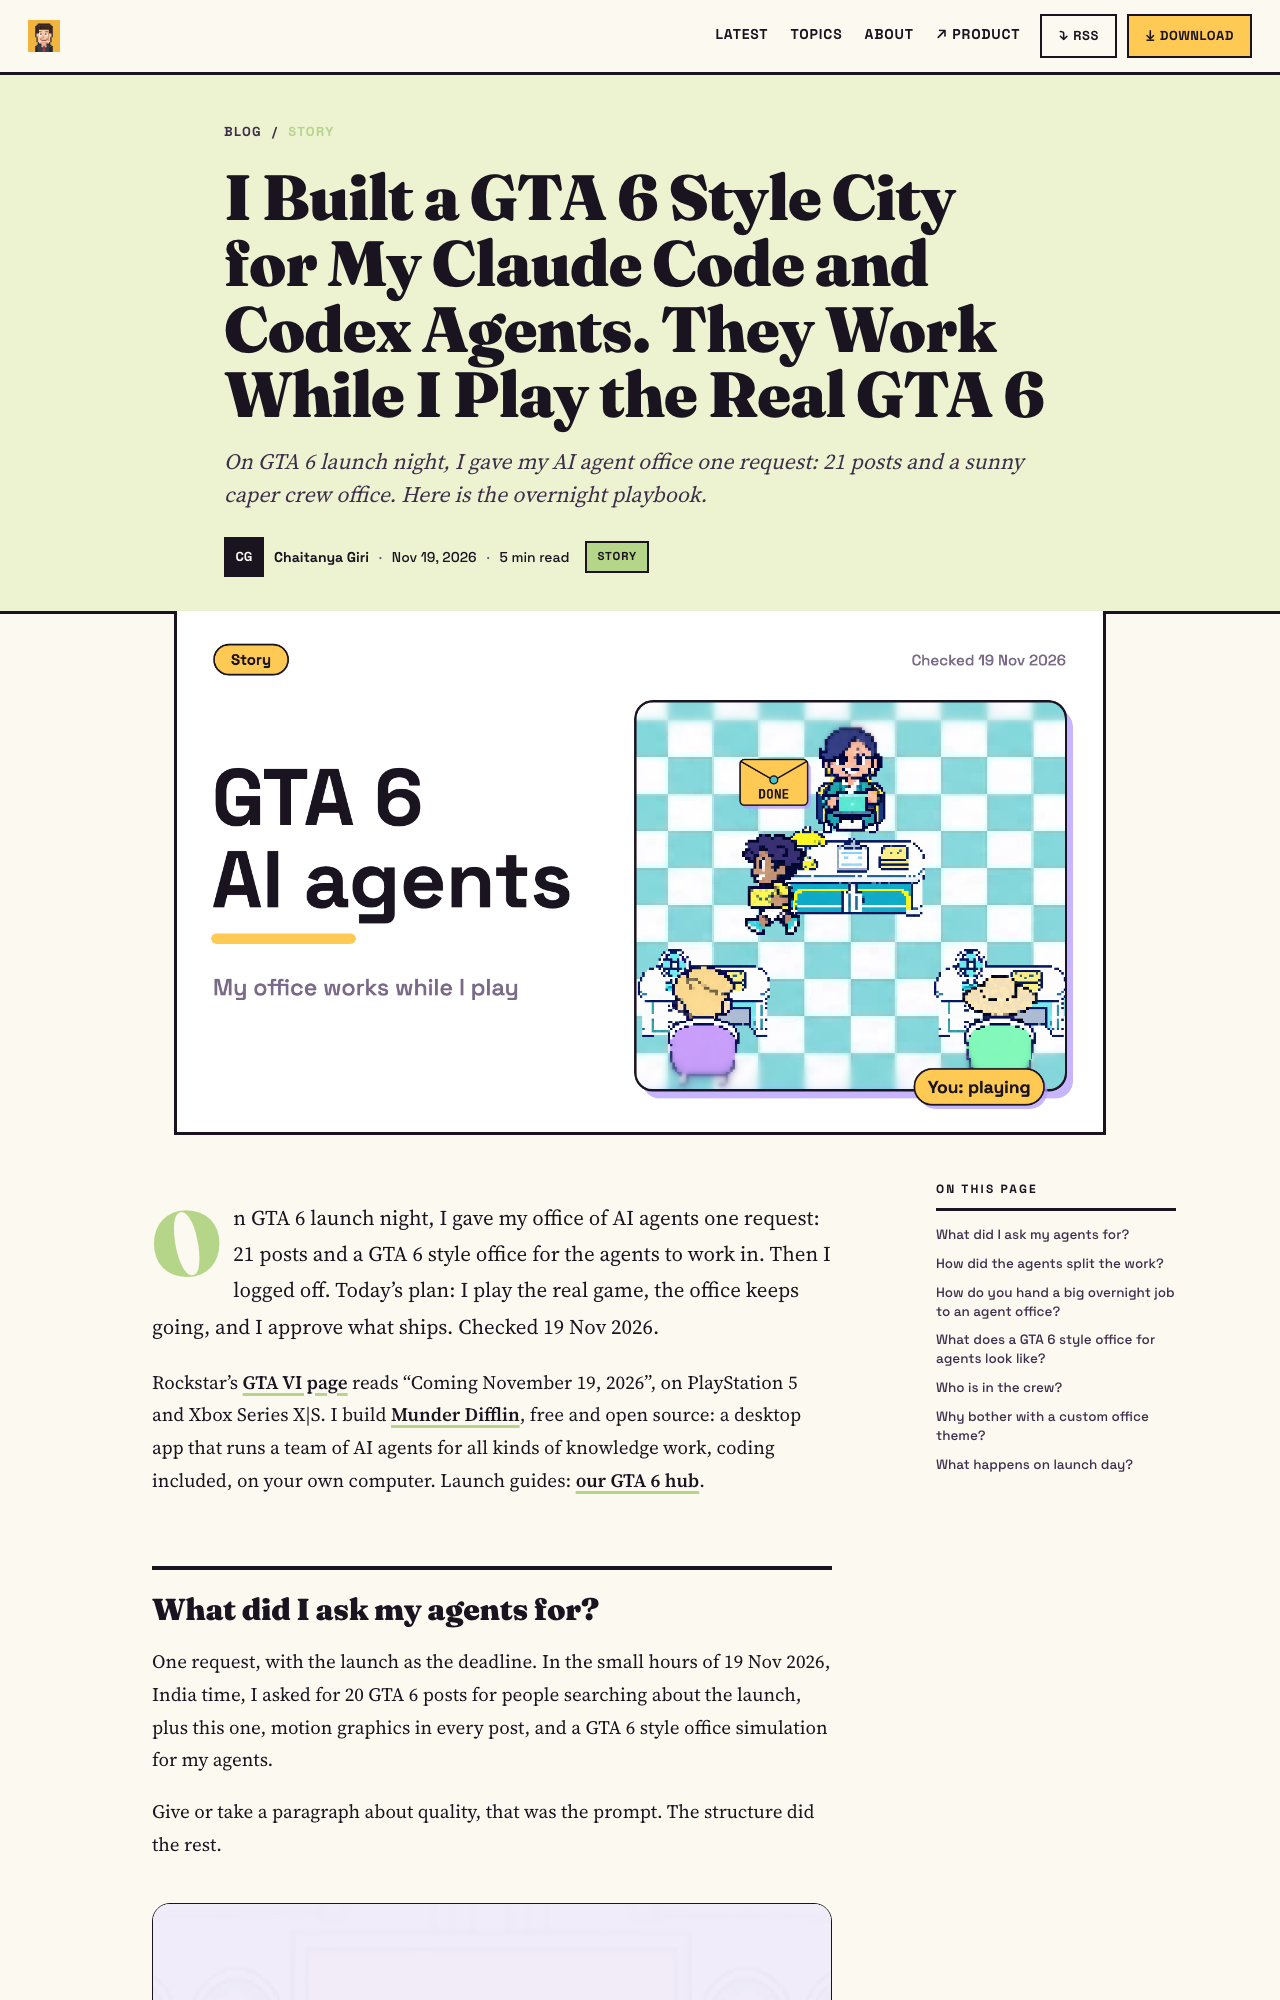 LATEST TOPICS ABOUT ↗ PRODUCT ⤵ RSS ⤓ DOWNLOAD
BLOG / STORY
I Built a GTA 6 Style City
for My Claude Code and
Codex Agents. They Work
While I Play the Real GTA 6
On GTA 6 launch night, I gave my AI agent office one request: 21 posts and a sunny
caper crew office. Here is the overnight playbook.
CG Chaitanya Giri · Nov 19, 2026 · 5 min read STORY
Story
Checked 19 Nov 2026
GTA 6
AI agents
My office works while I play
DONE
You: playing
On GTA 6 launch night, I gave my office of AI agents one request:
21 posts and a GTA 6 style office for the agents to work in. Then I
logged off. Today’s plan: I play the real game, the office keeps
going, and I approve what ships. Checked 19 Nov 2026.
Rockstar’s GTA VI page reads “Coming November 19, 2026”, on PlayStation 5
and Xbox Series X|S. I build Munder Difflin, free and open source: a desktop
app that runs a team of AI agents for all kinds of knowledge work, coding
included, on your own computer. Launch guides: our GTA 6 hub.
ON THIS PAGE
What did I ask my agents for?
How did the agents split the work?
How do you hand a big overnight job
to an agent office?
What does a GTA 6 style office for
agents look like?
Who is in the crew?
Why bother with a custom office
theme?
What happens on launch day?
What did I ask my agents for?
One request, with the launch as the deadline. In the small hours of 19 Nov 2026,
India time, I asked for 20 GTA 6 posts for people searching about the launch,
plus this one, motion graphics in every post, and a GTA 6 style office simulation
for my agents.
Give or take a paragraph about quality, that was the prompt. The structure did
the rest.